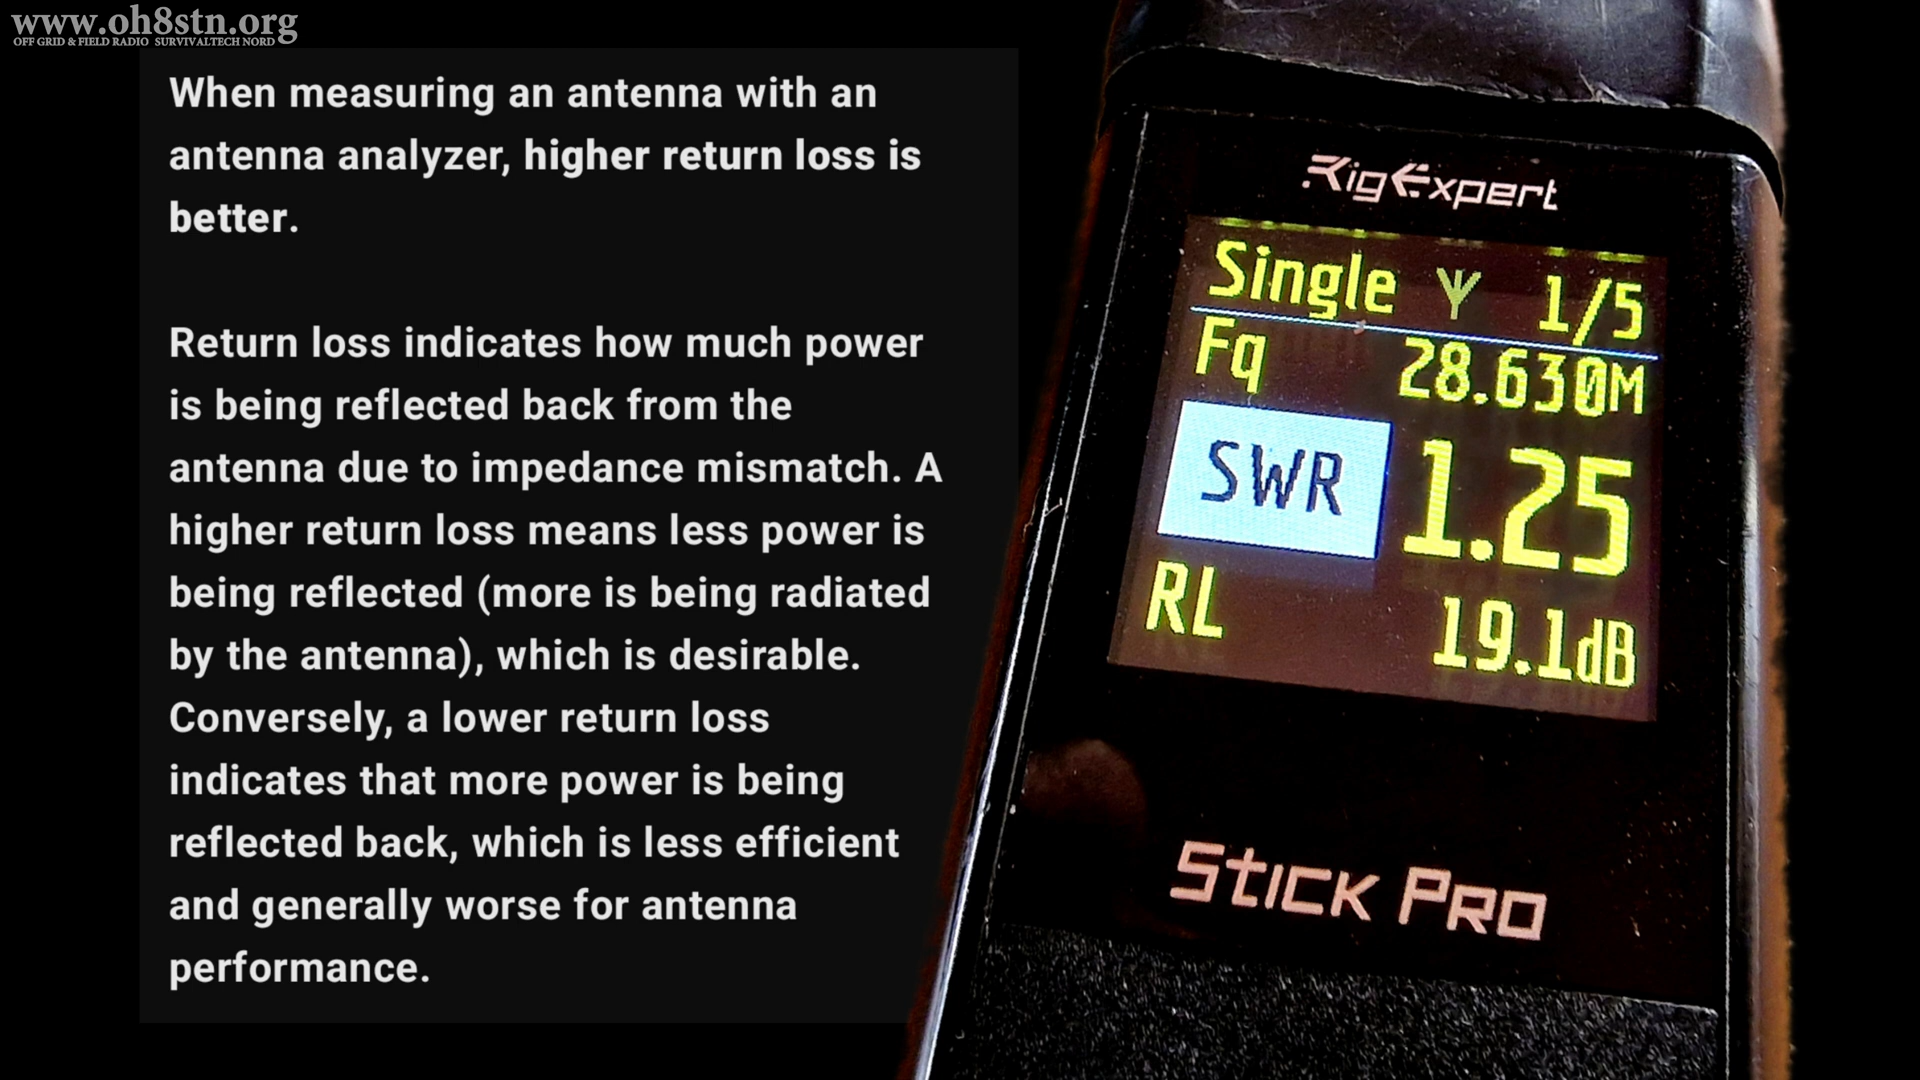 www.oh8stn.org
OFF GRID & FIELD RADIO SURVIVALTECH NORD
When measuring an antenna with an
antenna analyzer, higher return loss is
better.
Return loss indicates how much power
is being reflected back from the
antenna due to impedance mismatch. A
higher return loss means less power is
being reflected (more is being radiated
by the antenna), which is desirable.
Conversely, a lower return loss
indicates that more power is being
reflected back, which is less efficient
and generally worse for antenna
performance.
RigExpert
Single 1/5
Fq 28.630M
SWR 1.25
RL 19.1dB
Stick Pro